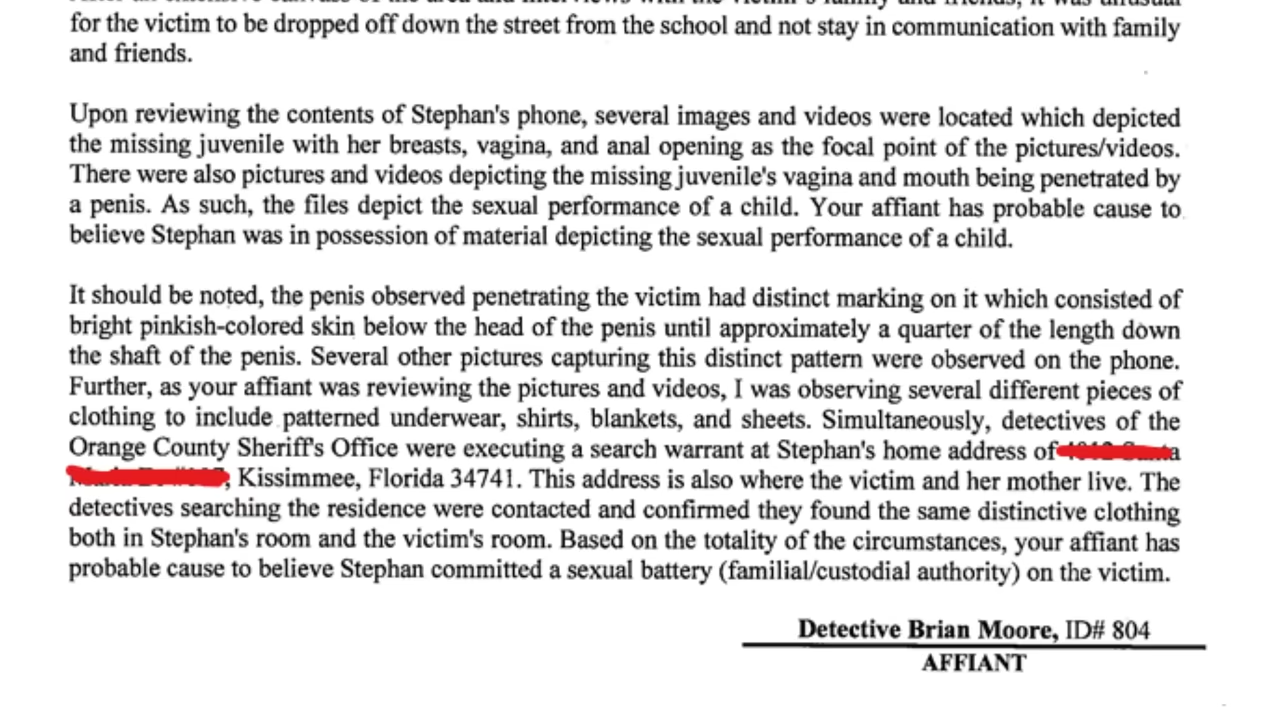 for the victim to be dropped off down the street from the school and not stay in communication with family
and friends.
Upon reviewing the contents of Stephan's phone, several images and videos were located which depicted
the missing juvenile with her breasts, vagina, and anal opening as the focal point of the pictures/videos.
There were also pictures and videos depicting the missing juvenile's vagina and mouth being penetrated by
a penis. As such, the files depict the sexual performance of a child. Your affiant has probable cause to
believe Stephan was in possession of material depicting the sexual performance of a child.
It should be noted, the penis observed penetrating the victim had distinct marking on it which consisted of
bright pinkish-colored skin below the head of the penis until approximately a quarter of the length down
the shaft of the penis. Several other pictures capturing this distinct pattern were observed on the phone.
Further, as your affiant was reviewing the pictures and videos, I was observing several different pieces of
clothing to include patterned underwear, shirts, blankets, and sheets. Simultaneously, detectives of the
Orange County Sheriff's Office were executing a search warrant at Stephan's home address of
, Kissimmee, Florida 34741. This address is also where the victim and her mother live. The
detectives searching the residence were contacted and confirmed they found the same distinctive clothing
both in Stephan's room and the victim's room. Based on the totality of the circumstances, your affiant has
probable cause to believe Stephan committed a sexual battery (familial/custodial authority) on the victim.
Detective Brian Moore, ID# 804
AFFIANT